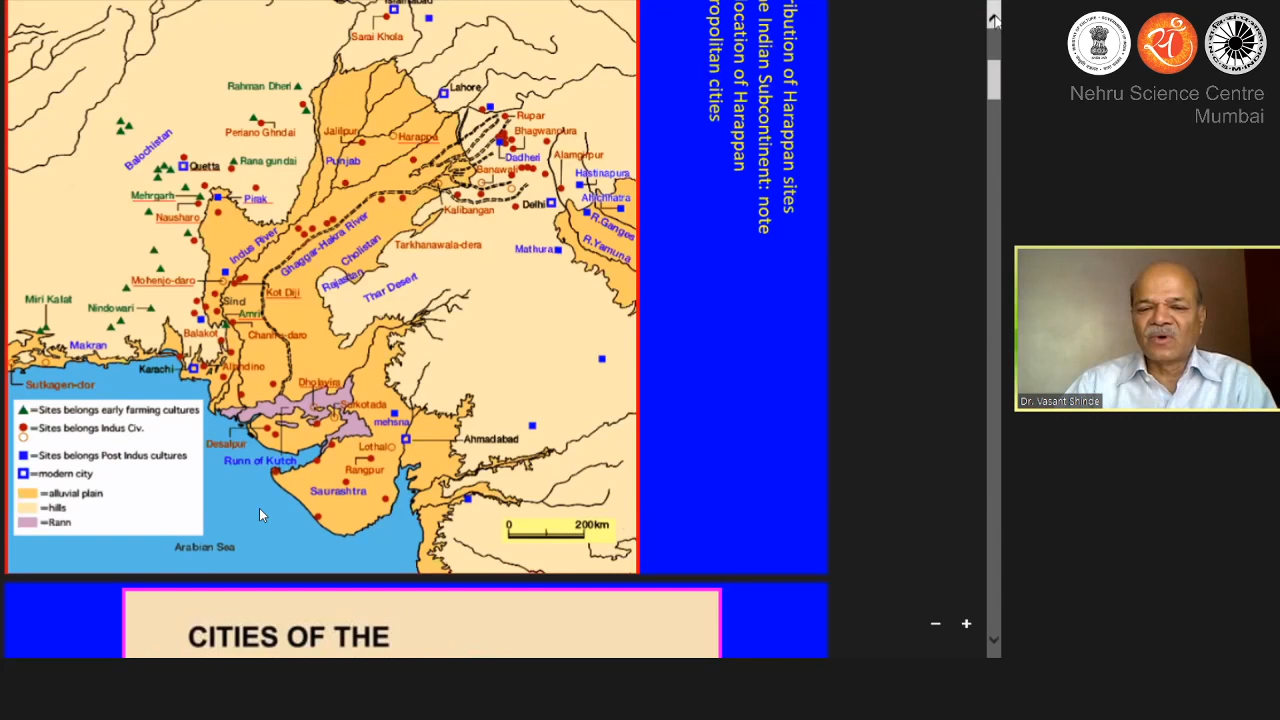 Islamabad
Sarai Khola
Rahman Dheri
Lahore
Periano Ghndai
Jalilpur
Harappa
Rupar
Bhagwanpura
Balochistan
Quetta
Rana gundai
Punjab
Dadheri
Alamgirpur
Banawali
Hastinapura
Mehrgarh
Pirak
Ahichhatra
Nausharo
Kalibangan
Delhi
R.Ganges
Indus River
Ghaggar-Hakra River
Cholistan
Tarkhanawala-dera
Mathura
R.Yamuna
Mohenjo-daro
Rajastan
Thar Desert
Kot Diji
Miri Kalat
Nindowari
Sind
Amri
Balakot
Chanhu-daro
Makran
Karachi
Allahdino
Sutkagen-dor
Dholavira
Surkotada
mehsna
=Sites belongs early farming cultures
=Sites belongs Indus Civ.
=Sites belongs Post Indus cultures
=modern city
=alluvial plain
=hills
=Rann
Desalpur
Lothal
Ahmadabad
Runn of Kutch
Rangpur
Saurashtra
0 200km
Arabian Sea
ribution of Harappan sites
e Indian Subcontinent: note
location of Harappan
ropolitan cities
CITIES OF THE
Nehru Science Centre
Mumbai
Dr. Vasant Shinde